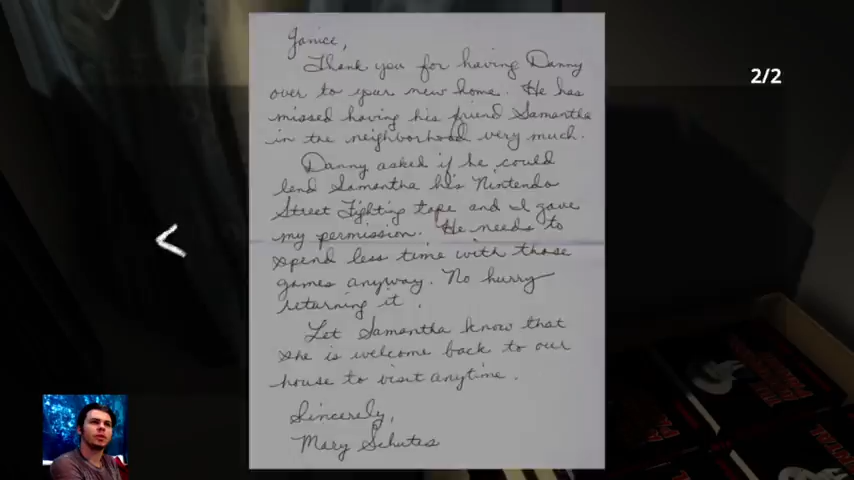 Janice,
Thank you for having Danny
over to your new home. He has
missed having his friend Samantha
in the neighborhood very much.
Danny asked if he could
lend Samantha his Nintendo
Street Fighting tape and I gave
my permission. He needs to
spend less time with those
games anyway. No hurry
returning it.
Let Samantha know that
she is welcome back to our
house to visit anytime.
Sincerely,
Mary Schutes
2/2